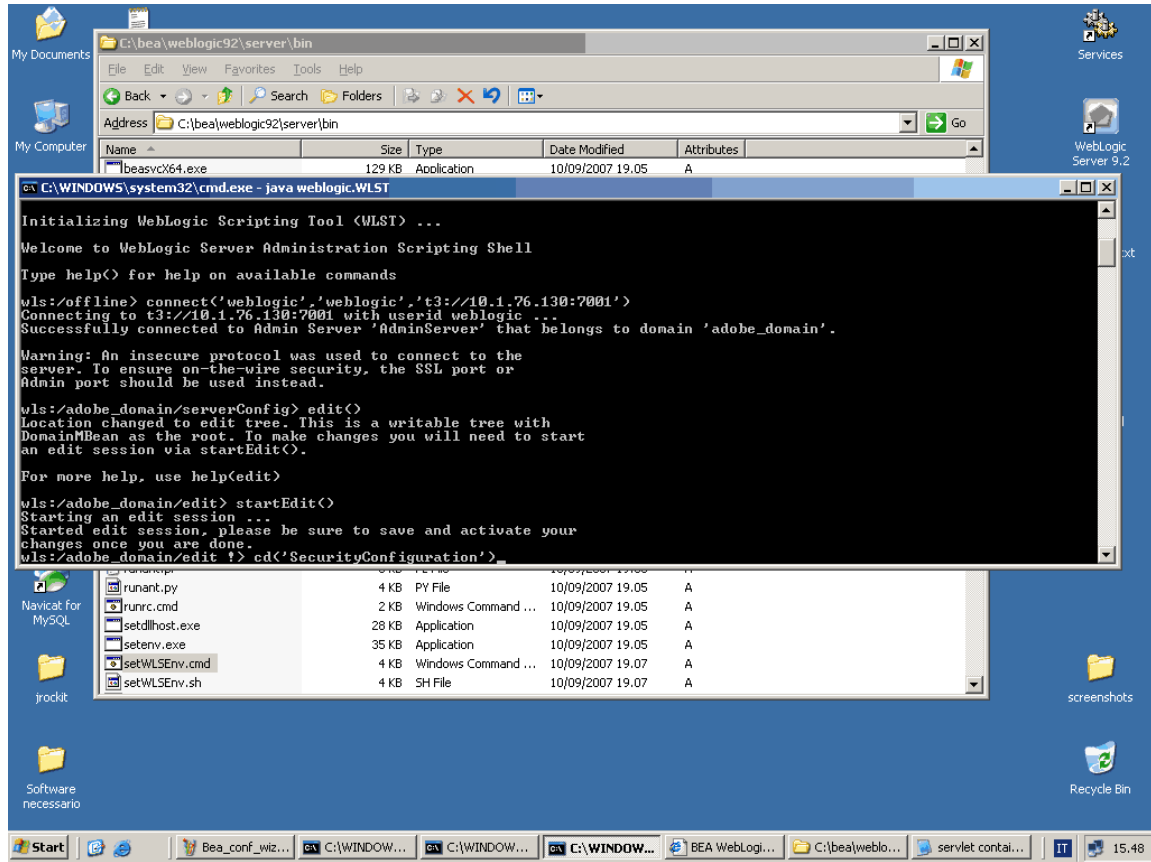 My Documents
Services
C:\bea\weblogic92\server\bin
File Edit View Favorites Tools Help
Back Search Folders
Address C:\bea\weblogic92\server\bin Go
My Computer
WebLogic
Server 9.2
Name Size Type Date Modified Attributes
beasvcX64.exe 129 KB Application 10/09/2007 19.05 A
C:\WINDOWS\system32\cmd.exe - java weblogic.WLST
Initializing WebLogic Scripting Tool (WLST) ...
Welcome to WebLogic Server Administration Scripting Shell
Type help() for help on available commands
wls:/offline> connect('weblogic','weblogic','t3://10.1.76.130:7001')
Connecting to t3://10.1.76.130:7001 with userid weblogic ...
Successfully connected to Admin Server 'AdminServer' that belongs to domain 'adobe_domain'.
Warning: An insecure protocol was used to connect to the
server. To ensure on-the-wire security, the SSL port or
Admin port should be used instead.
wls:/adobe_domain/serverConfig> edit()
Location changed to edit tree. This is a writable tree with
DomainMBean as the root. To make changes you will need to start
an edit session via startEdit().
For more help, use help(edit)
wls:/adobe_domain/edit> startEdit()
Starting an edit session ...
Started edit session, please be sure to save and activate your
changes once you are done.
wls:/adobe_domain/edit !> cd('SecurityConfiguration')_
runant.py 4 KB PY File 10/09/2007 19.05 A
runrc.cmd 2 KB Windows Command ... 10/09/2007 19.05 A
setdllhost.exe 28 KB Application 10/09/2007 19.05 A
setenv.exe 35 KB Application 10/09/2007 19.05 A
setWLSEnv.cmd 4 KB Windows Command ... 10/09/2007 19.07 A
setWLSEnv.sh 4 KB SH File 10/09/2007 19.07 A
Navicat for
MySQL
jrockit
screenshots
Software
necessario
Recycle Bin
Start Bea_conf_wiz... C:\WINDOW... C:\WINDOW... C:\WINDOW... BEA WebLogi... C:\bea\weblo... servlet contai... IT 15.48